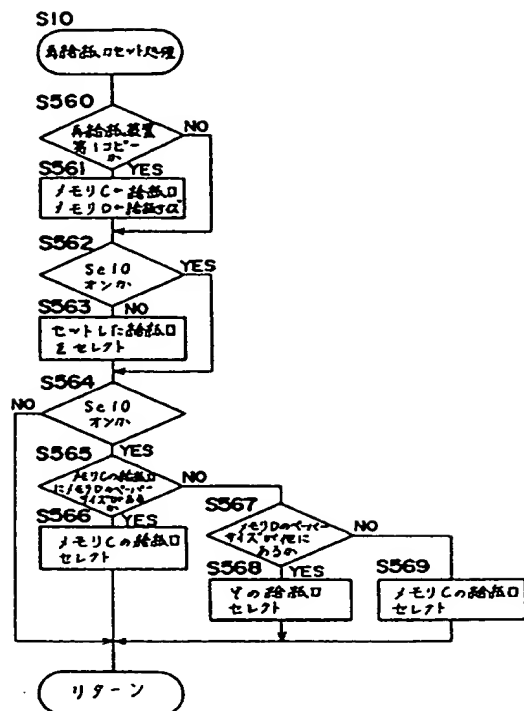 S10
再給紙口セット処理
S560
再給紙装置
第1コピー
か
NO
YES
S561
メモリC←給紙口
メモリD←給紙サイズ
S562
Se10
オンか
YES
NO
S563
セットした給紙口
をセレクト
S564
Se10
オンか
NO
YES
S565
メモリCの給紙口
にメモリDのペーパー
サイズがある
か
NO
YES
S566
メモリCの給紙口
セレクト
S567
メモリDのペーパー
サイズが他に
あるか
NO
YES
S568
その給紙口
セレクト
S569
メモリCの給紙口
セレクト
リターン